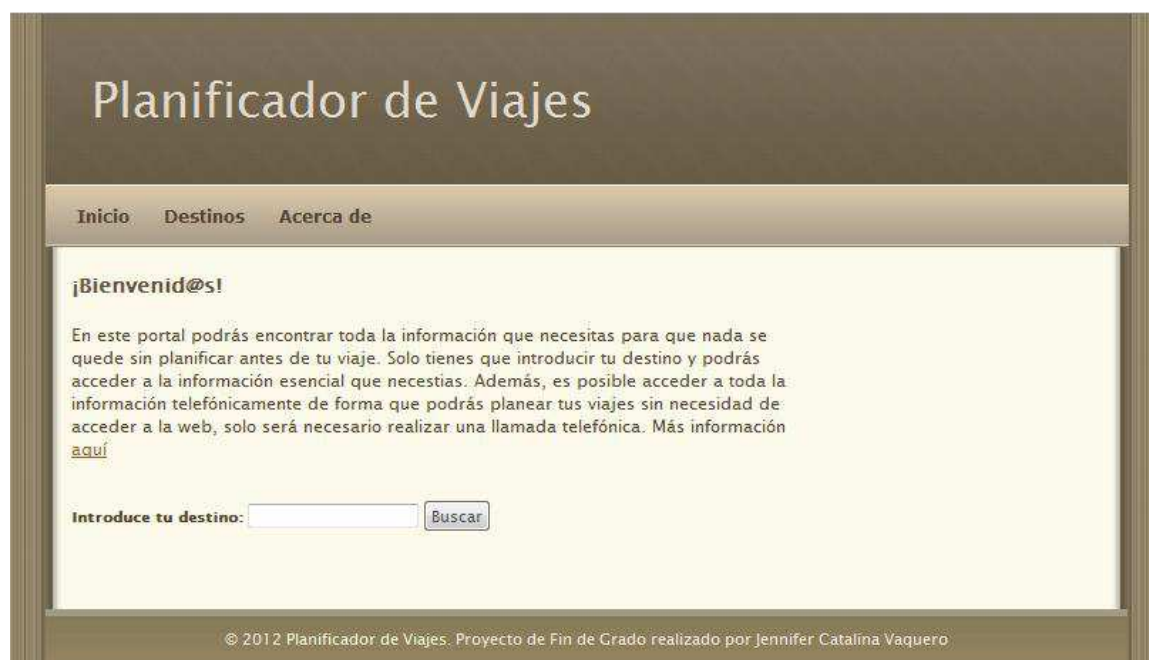 Planificador de Viajes
Inicio Destinos Acerca de
¡Bienvenid@s!
En este portal podrás encontrar toda la información que necesitas para que nada se
quede sin planificar antes de tu viaje. Solo tienes que introducir tu destino y podrás
acceder a la información esencial que necestias. Además, es posible acceder a toda la
información telefónicamente de forma que podrás planear tus viajes sin necesidad de
acceder a la web, solo será necesario realizar una llamada telefónica. Más información
aquí
Introduce tu destino: Buscar
© 2012 Planificador de Viajes. Proyecto de Fin de Grado realizado por Jennifer Catalina Vaquero